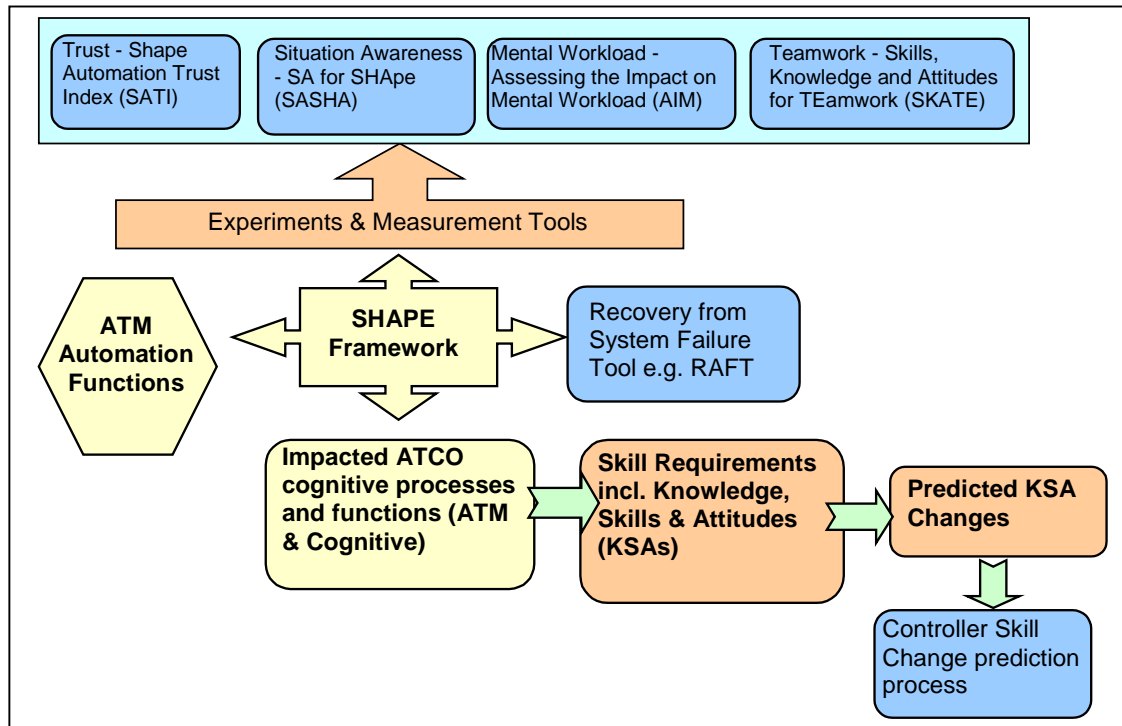 Trust - Shape
Automation Trust
Index (SATI)
Situation Awareness
- SA for SHApe
(SASHA)
Mental Workload -
Assessing the Impact on
Mental Workload (AIM)
Teamwork - Skills,
Knowledge and Attitudes
for TEamwork (SKATE)
Experiments & Measurement Tools
ATM
Automation
Functions
SHAPE
Framework
Recovery from
System Failure
Tool e.g. RAFT
Impacted ATCO
cognitive processes
and functions (ATM
& Cognitive)
Skill Requirements
incl. Knowledge,
Skills & Attitudes
(KSAs)
Predicted KSA
Changes
Controller Skill
Change prediction
process